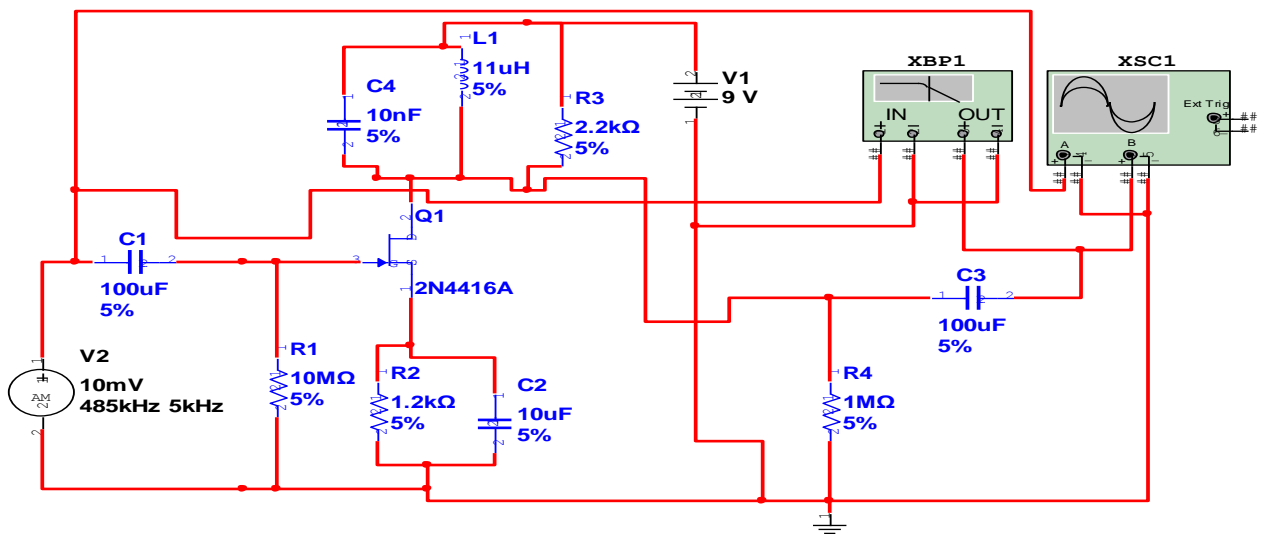 XBP1
XSC1
L1
11uH
5%
V1
9 V
C4
10nF
5%
R3
2.2kΩ
5%
IN
OUT
Ext Trig
A
B
##
##
##
##
##
##
##
##
##
##
Q1
2N4416A
C1
100uF
5%
C3
100uF
5%
V2
10mV
485kHz 5kHz
AM
R1
10MΩ
5%
R2
1.2kΩ
5%
C2
10uF
5%
R4
1MΩ
5%